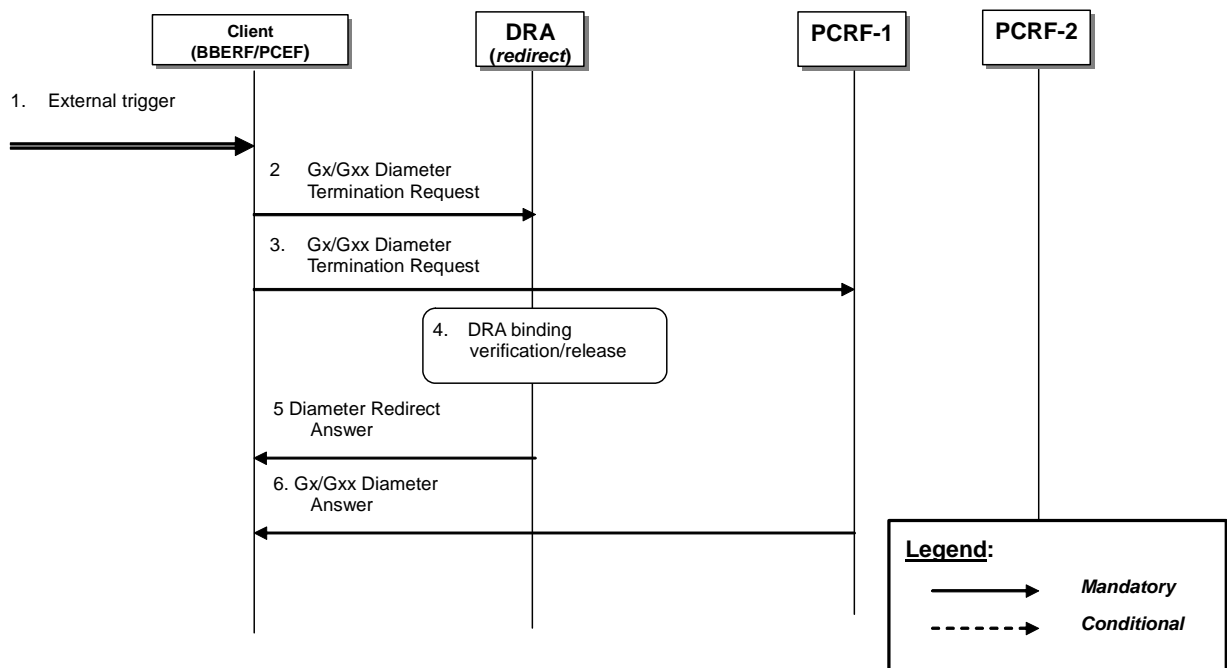 Client
(BBERF/PCEF)
DRA
(redirect)
PCRF-1
PCRF-2
1. External trigger
2 Gx/Gxx Diameter
Termination Request
3. Gx/Gxx Diameter
Termination Request
4. DRA binding
verification/release
5 Diameter Redirect
Answer
6. Gx/Gxx Diameter
Answer
Legend:
Mandatory
Conditional